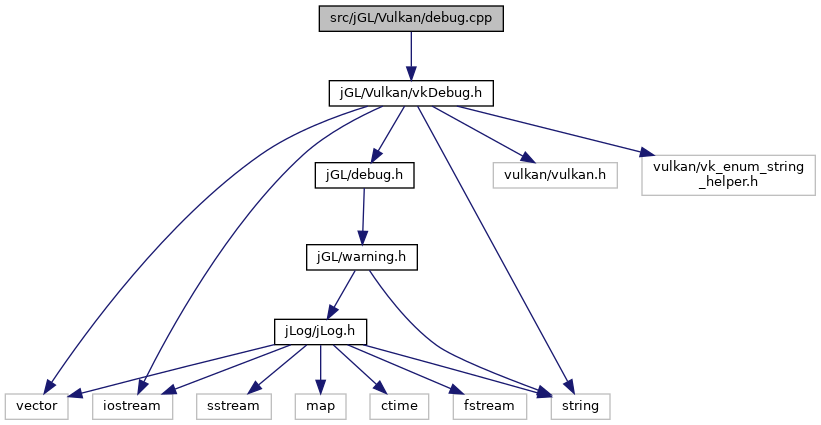 src/jGL/Vulkan/debug.cpp
jGL/Vulkan/vkDebug.h
jGL/debug.h
vulkan/vulkan.h
vulkan/vk_enum_string
_helper.h
jGL/warning.h
jLog/jLog.h
vector
iostream
sstream
map
ctime
fstream
string